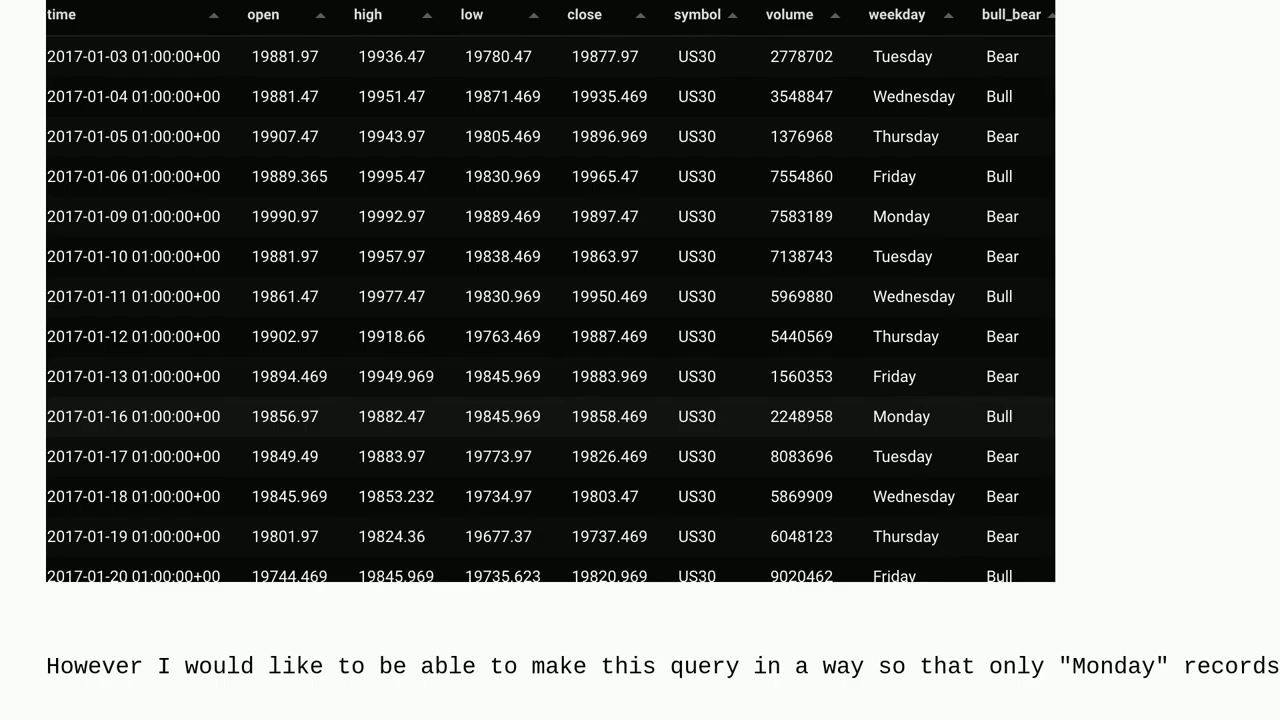 time open high low close symbol volume weekday bull_bear
2017-01-03 01:00:00+00 19881.97 19936.47 19780.47 19877.97 US30 2778702 Tuesday Bear
2017-01-04 01:00:00+00 19881.47 19951.47 19871.469 19935.469 US30 3548847 Wednesday Bull
2017-01-05 01:00:00+00 19907.47 19943.97 19805.469 19896.969 US30 1376968 Thursday Bear
2017-01-06 01:00:00+00 19889.365 19995.47 19830.969 19965.47 US30 7554860 Friday Bull
2017-01-09 01:00:00+00 19990.97 19992.97 19889.469 19897.47 US30 7583189 Monday Bear
2017-01-10 01:00:00+00 19881.97 19957.97 19838.469 19863.97 US30 7138743 Tuesday Bear
2017-01-11 01:00:00+00 19861.47 19977.47 19830.969 19950.469 US30 5969880 Wednesday Bull
2017-01-12 01:00:00+00 19902.97 19918.66 19763.469 19887.469 US30 5440569 Thursday Bear
2017-01-13 01:00:00+00 19894.469 19949.969 19845.969 19883.969 US30 1560353 Friday Bear
2017-01-16 01:00:00+00 19856.97 19882.47 19845.969 19858.469 US30 2248958 Monday Bull
2017-01-17 01:00:00+00 19849.49 19883.97 19773.97 19826.469 US30 8083696 Tuesday Bear
2017-01-18 01:00:00+00 19845.969 19853.232 19734.97 19803.47 US30 5869909 Wednesday Bear
2017-01-19 01:00:00+00 19801.97 19824.36 19677.37 19737.469 US30 6048123 Thursday Bear
2017-01-20 01:00:00+00 19744.469 19845.969 19735.623 19820.969 US30 9020462 Friday Bull
However I would like to be able to make this query in a way so that only "Monday" records